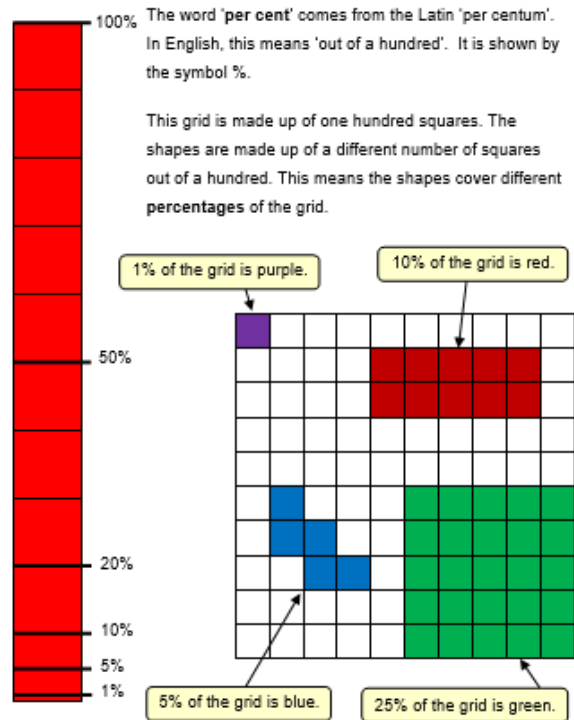 100%
The word 'per cent' comes from the Latin 'per centum'.
In English, this means 'out of a hundred'. It is shown by
the symbol %.
This grid is made up of one hundred squares. The
shapes are made up of a different number of squares
out of a hundred. This means the shapes cover different
percentages of the grid.
1% of the grid is purple.
10% of the grid is red.
50%
20%
10%
5%
1%
5% of the grid is blue.
25% of the grid is green.